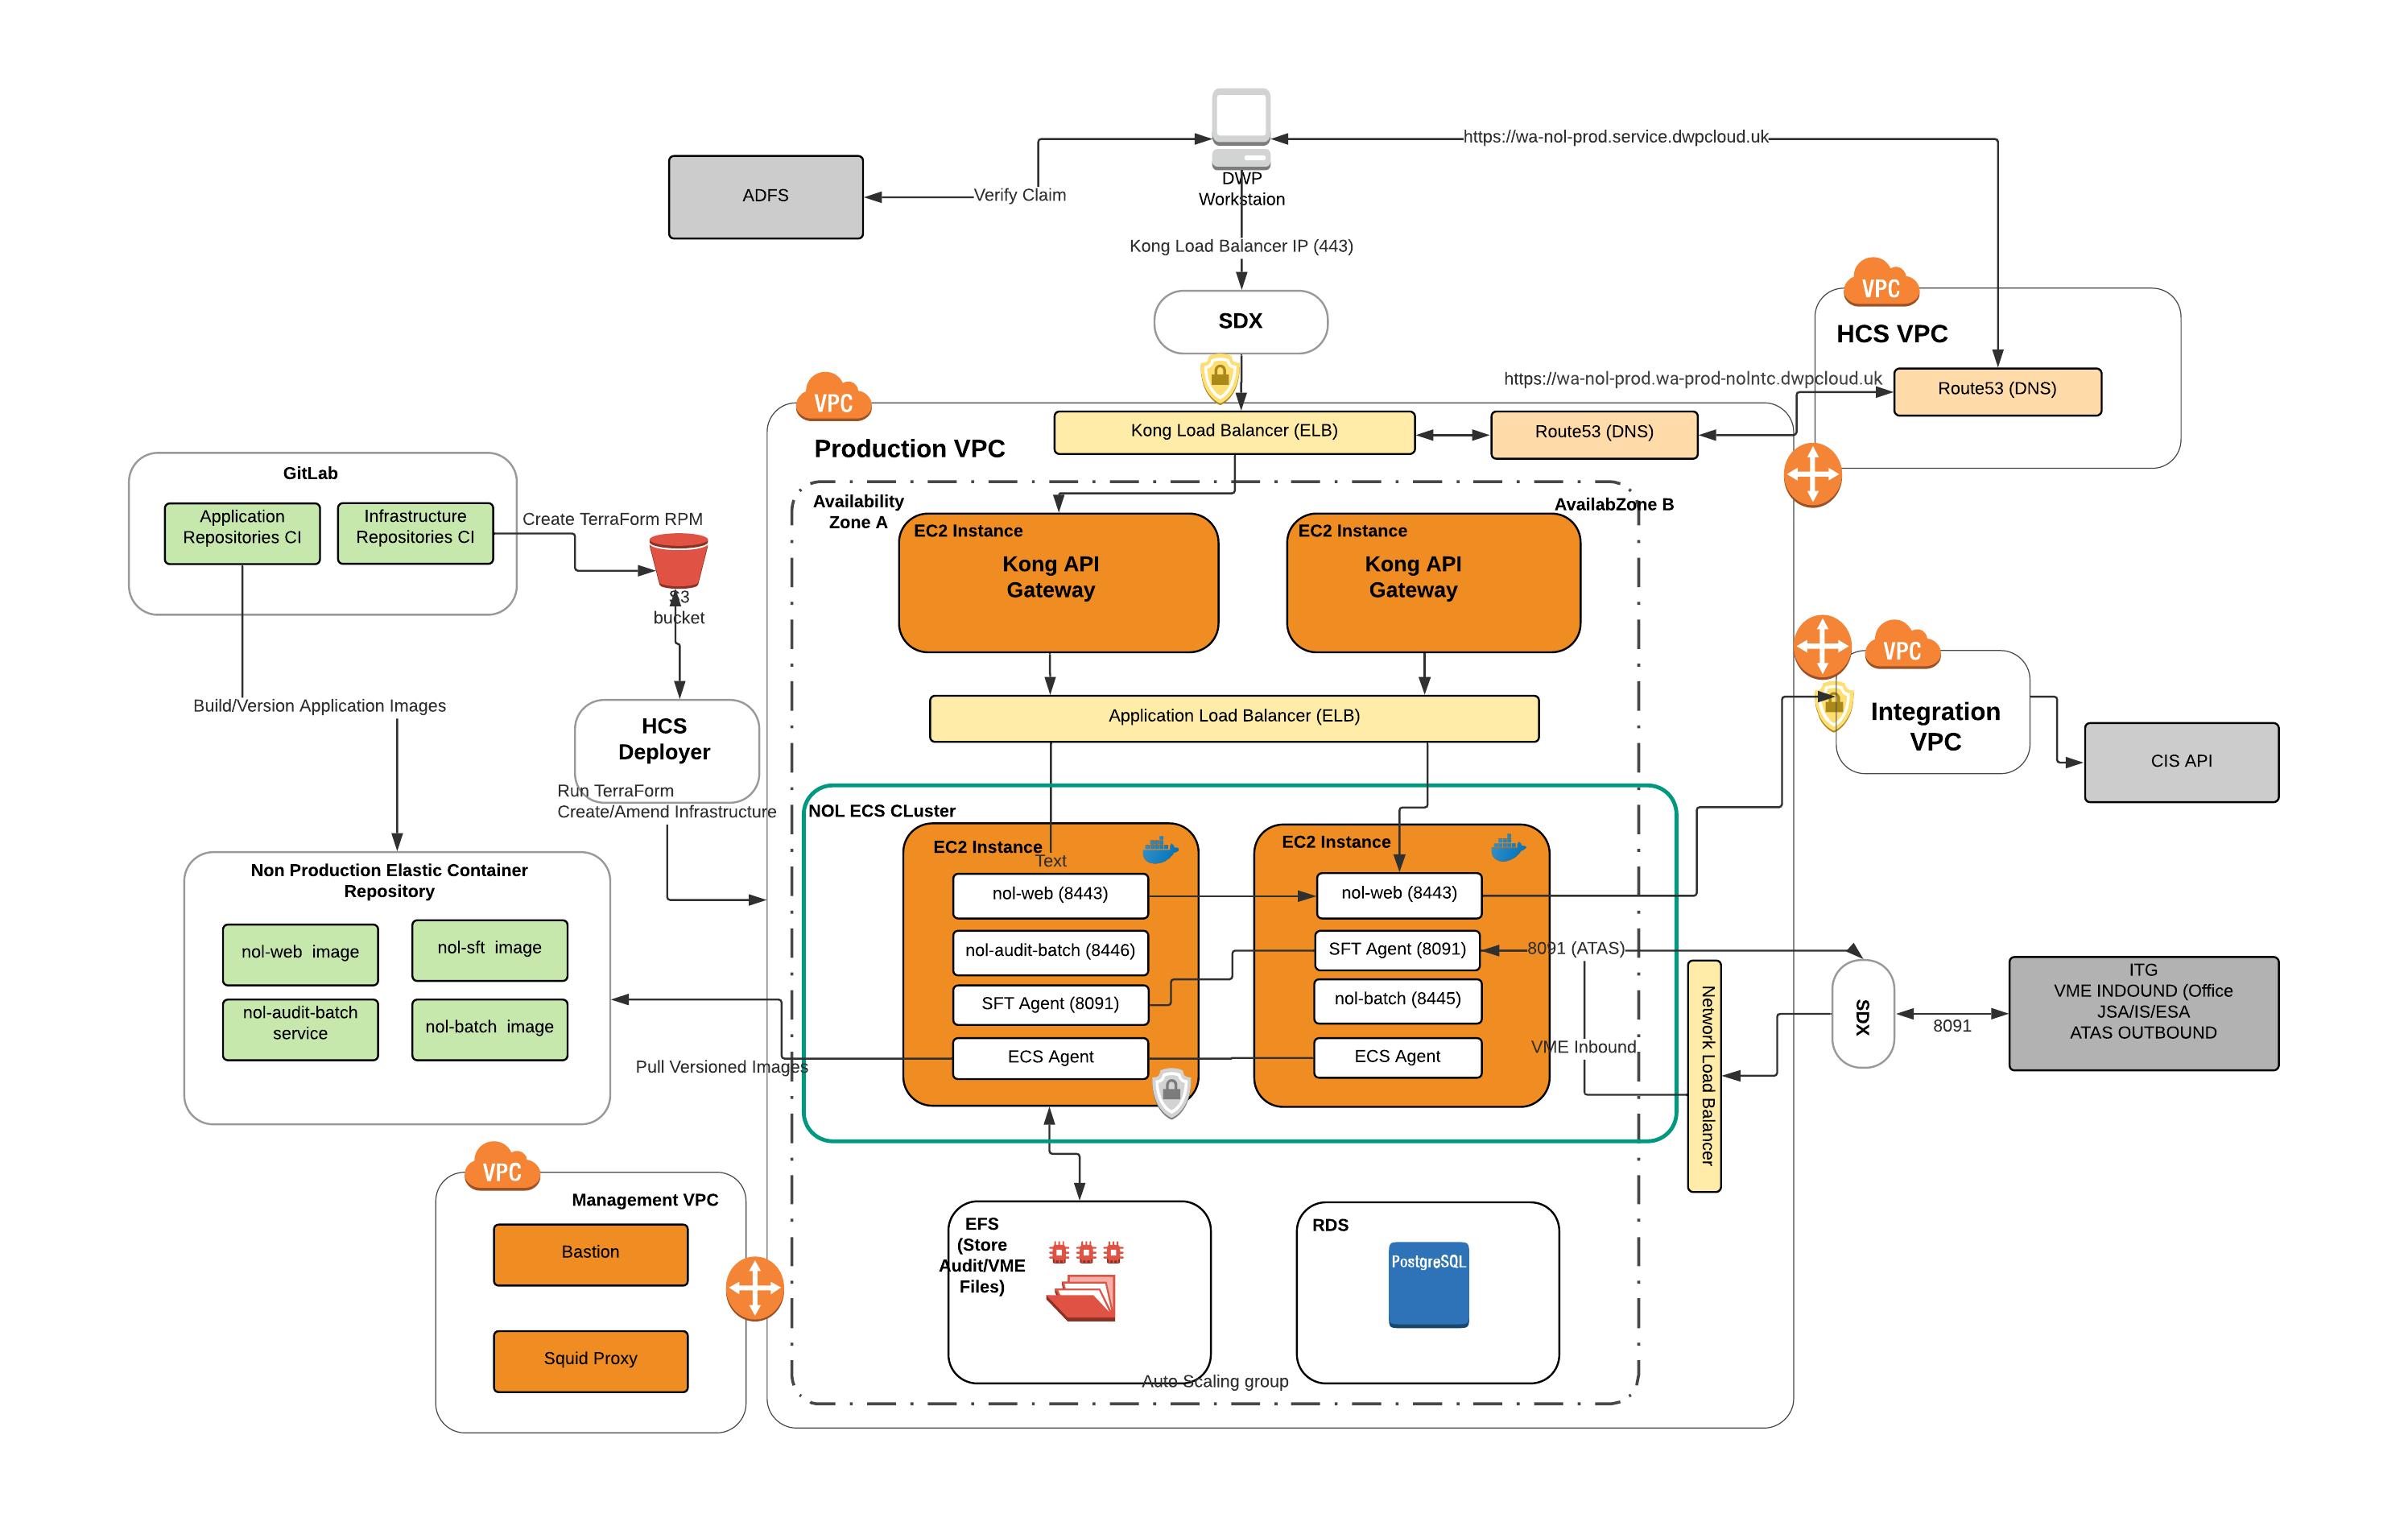 https://wa-nol-prod.service.dwpcloud.uk
DWP
Workstaion
ADFS
Verify Claim
Kong Load Balancer IP (443)
SDX
VPC
HCS VPC
https://wa-nol-prod.wa-prod-nolntc.dwpcloud.uk
Route53 (DNS)
VPC
Production VPC
Kong Load Balancer (ELB)
Route53 (DNS)
GitLab
Application
Repositories CI
Infrastructure
Repositories CI
Create TerraForm RPM
S3
bucket
Availability
Zone A
AvailabZone B
EC2 Instance
Kong API
Gateway
EC2 Instance
Kong API
Gateway
Build/Version Application Images
HCS
Deployer
Run TerraForm
Create/Amend Infrastructure
Application Load Balancer (ELB)
VPC
Integration
VPC
CIS API
NOL ECS CLuster
EC2 Instance
Text
nol-web (8443)
nol-audit-batch (8446)
SFT Agent (8091)
ECS Agent
EC2 Instance
nol-web (8443)
SFT Agent (8091)
nol-batch (8445)
ECS Agent
8091 (ATAS)
VME Inbound
Network Load Balancer
SDX
8091
ITG
VME INDOUND (Office
JSA/IS/ESA
ATAS OUTBOUND
Non Production Elastic Container
Repository
nol-web  image
nol-sft  image
nol-audit-batch
service
nol-batch  image
Pull Versioned Images
VPC
Management VPC
Bastion
Squid Proxy
EFS
(Store
Audit/VME
Files)
RDS
PostgreSQL
Auto Scaling group